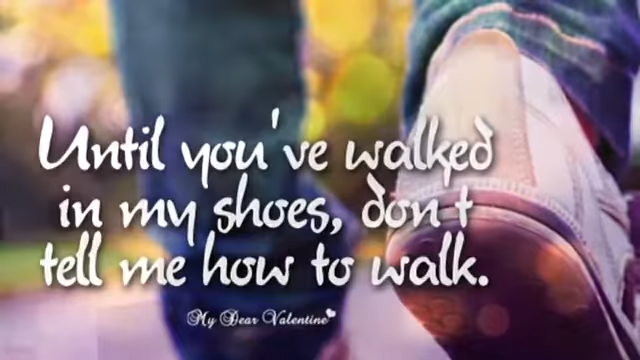 Until you've walked
in my shoes, don't
tell me how to walk.
My Dear Valentine